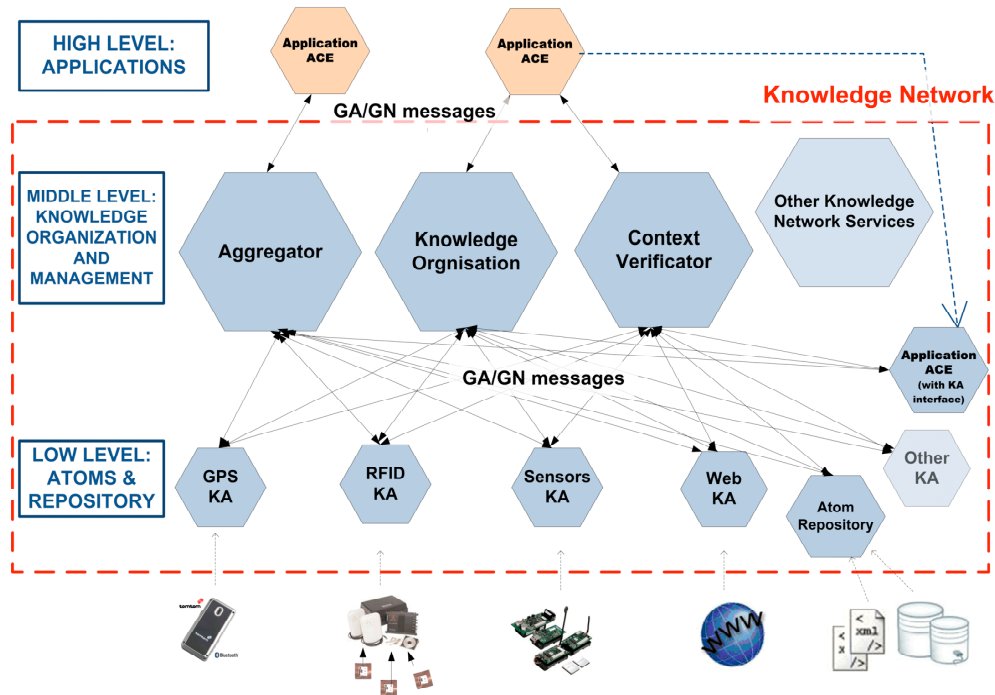 HIGH LEVEL:
APPLICATIONS
Application
ACE
Application
ACE
GA/GN messages
Knowledge Network
MIDDLE LEVEL:
KNOWLEDGE
ORGANIZATION
AND
MANAGEMENT
Aggregator
Knowledge
Orgnisation
Context
Verificator
Other Knowledge
Network Services
Application
ACE
(with KA
interface)
GA/GN messages
LOW LEVEL:
ATOMS &
REPOSITORY
GPS
KA
RFID
KA
Sensors
KA
Web
KA
Atom
Repository
Other
KA
tomtom
Bluetooth
WWW
<
xml
/>
<
x
/>